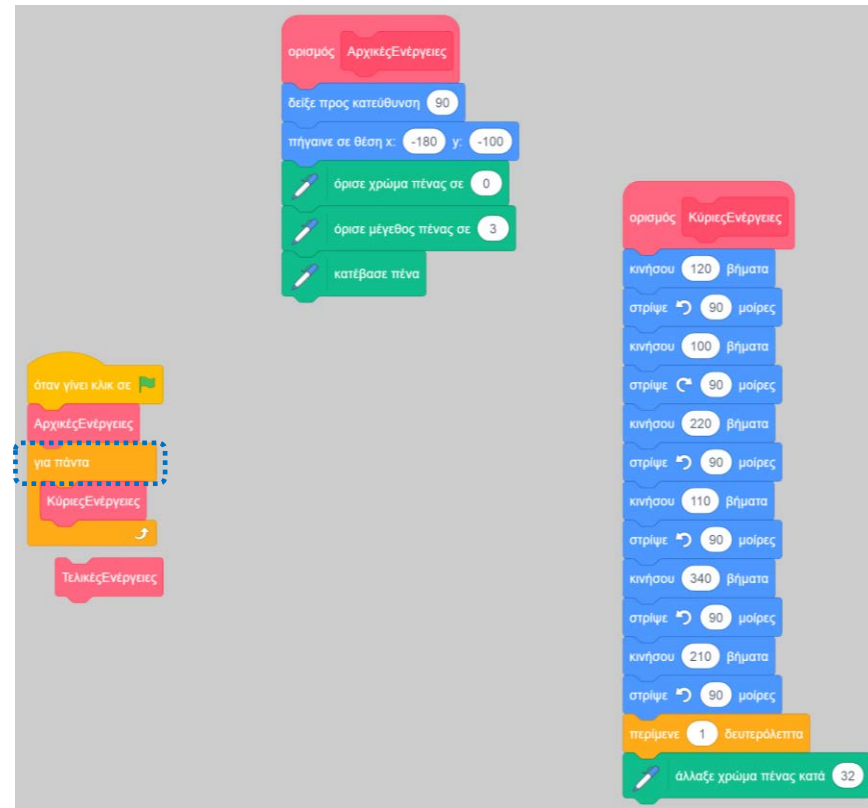 ορισμός ΑρχικέςΕνέργειες
δείξε προς κατεύθυνση 90
πήγαινε σε θέση x: -180 y: -100
όρισε χρώμα πένας σε 0
όρισε μέγεθος πένας σε 3
κατέβασε πένα
όταν γίνει κλικ σε
ΑρχικέςΕνέργειες
για πάντα
ΚύριεςΕνέργειες
ΤελικέςΕνέργειες
ορισμός ΚύριεςΕνέργειες
κινήσου 120 βήματα
στρίψε 90 μοίρες
κινήσου 100 βήματα
στρίψε 90 μοίρες
κινήσου 220 βήματα
στρίψε 90 μοίρες
κινήσου 110 βήματα
στρίψε 90 μοίρες
κινήσου 340 βήματα
στρίψε 90 μοίρες
κινήσου 210 βήματα
στρίψε 90 μοίρες
περίμενε 1 δευτερόλεπτα
άλλαξε χρώμα πένας κατά 32